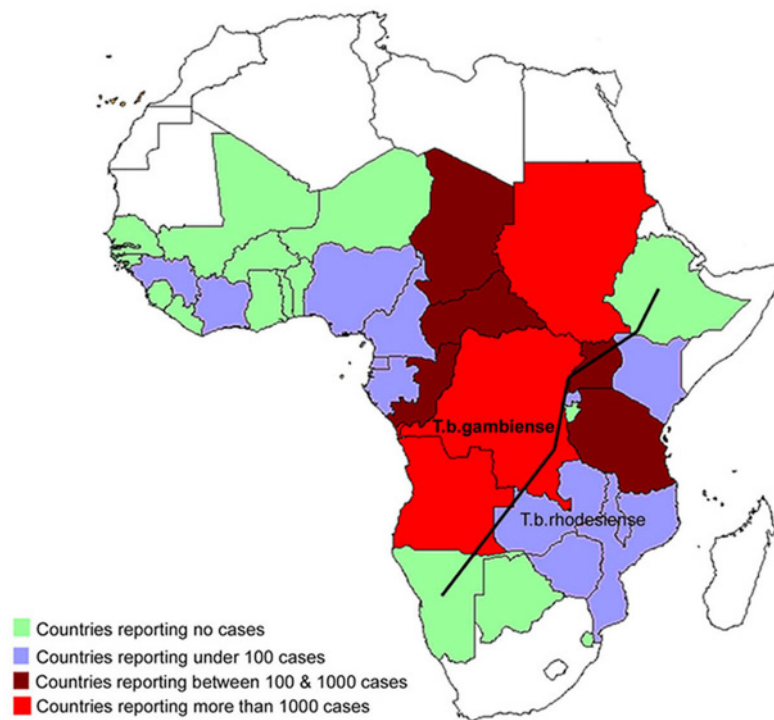 T.b.gambiense
T.b.rhodesiense
Countries reporting no cases
Countries reporting under 100 cases
Countries reporting between 100 & 1000 cases
Countries reporting more than 1000 cases